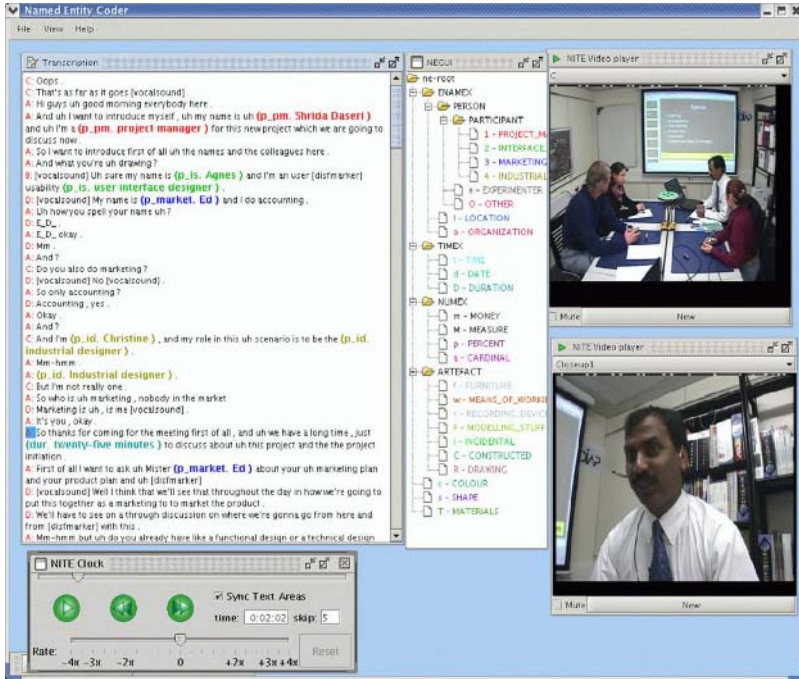 Named Entity Coder
File View Help
Transcription
C: Oops .
C: That's as far as it goes [vocalsound] .
A: Hi guys uh good morning everybody here .
A: And uh I want to introduce myself , uh my name is uh (p_pm. Shrida Daseri )
and uh I'm a (p_pm. project manager ) for this new project which we are going to
discuss now .
A: So I want to introduce first of all uh the names and the colleagues here .
A: And what you're uh drawing ?
B: [vocalsound] Uh sure my name is (p_is. Agnes ) and I'm an user [disfmarker]
usability (p_is. user interface designer ) .
D: [vocalsound] My name is (p_market. Ed ) and I do accounting .
A: Uh how you spell your name uh ?
D: E_D_ .
A: E_D_ okay .
D: Mm .
A: And ?
C: Do you also do marketing ?
D: [vocalsound] No [vocalsound] .
A: So only accounting ?
D: Accounting , yes .
A: Okay .
A: And ?
C: And I'm (p_id. Christine ) , and my role in this uh scenario is to be the (p_id.
industrial designer ) .
A: Mm-hmm .
A: (p_id. Industrial designer ) .
C: But I'm not really one .
A: So who is uh marketing , nobody in the market
D: Marketing is uh , is me [vocalsound] .
A: It's you , okay .
So thanks for coming for the meeting first of all , and uh we have a long time , just
(dur. twenty-five minutes ) to discuss about uh this project and the the project
initiation .
A: First of all I want to ask uh Mister (p_market. Ed ) about your uh marketing plan
and your product plan and uh [disfmarker]
D: [vocalsound] Well I think that we'll see that throughout the day in how we're going to
put this together as a marketing to to market the product .
D: We'll have to see on a through discussion on where we're gonna go from here and
from [disfmarker] with this .
A: Mm-hmm but uh do you already have like a functional design or a technical design
NEGUI
ne-root
ENAMEX
PERSON
PARTICIPANT
1 - PROJECT_MA
2 - INTERFACE_
3 - MARKETING
4 - INDUSTRIAL
e - EXPERIMENTER
O - OTHER
l - LOCATION
o - ORGANIZATION
TIMEX
t - TIME
d - DATE
D - DURATION
NUMEX
m - MONEY
M - MEASURE
p - PERCENT
a - CARDINAL
ARTEFACT
f - FURNITURE
w - MEANS_OF_WORKIN
r - RECORDING_DEVIC
F - MODELLING_STUFF
i - INCIDENTAL
C - CONSTRUCTED
R - DRAWING
c - COLOUR
s - SHAPE
T - MATERIALS
NITE Video player
C
Mute New
NITE Video player
Closeup1
Mute New
NITE Clock
Sync Text Areas
time: 0:02:02 skip: 5
Rate: -4x -3x -2x 0 +2x +3x +4x Reset